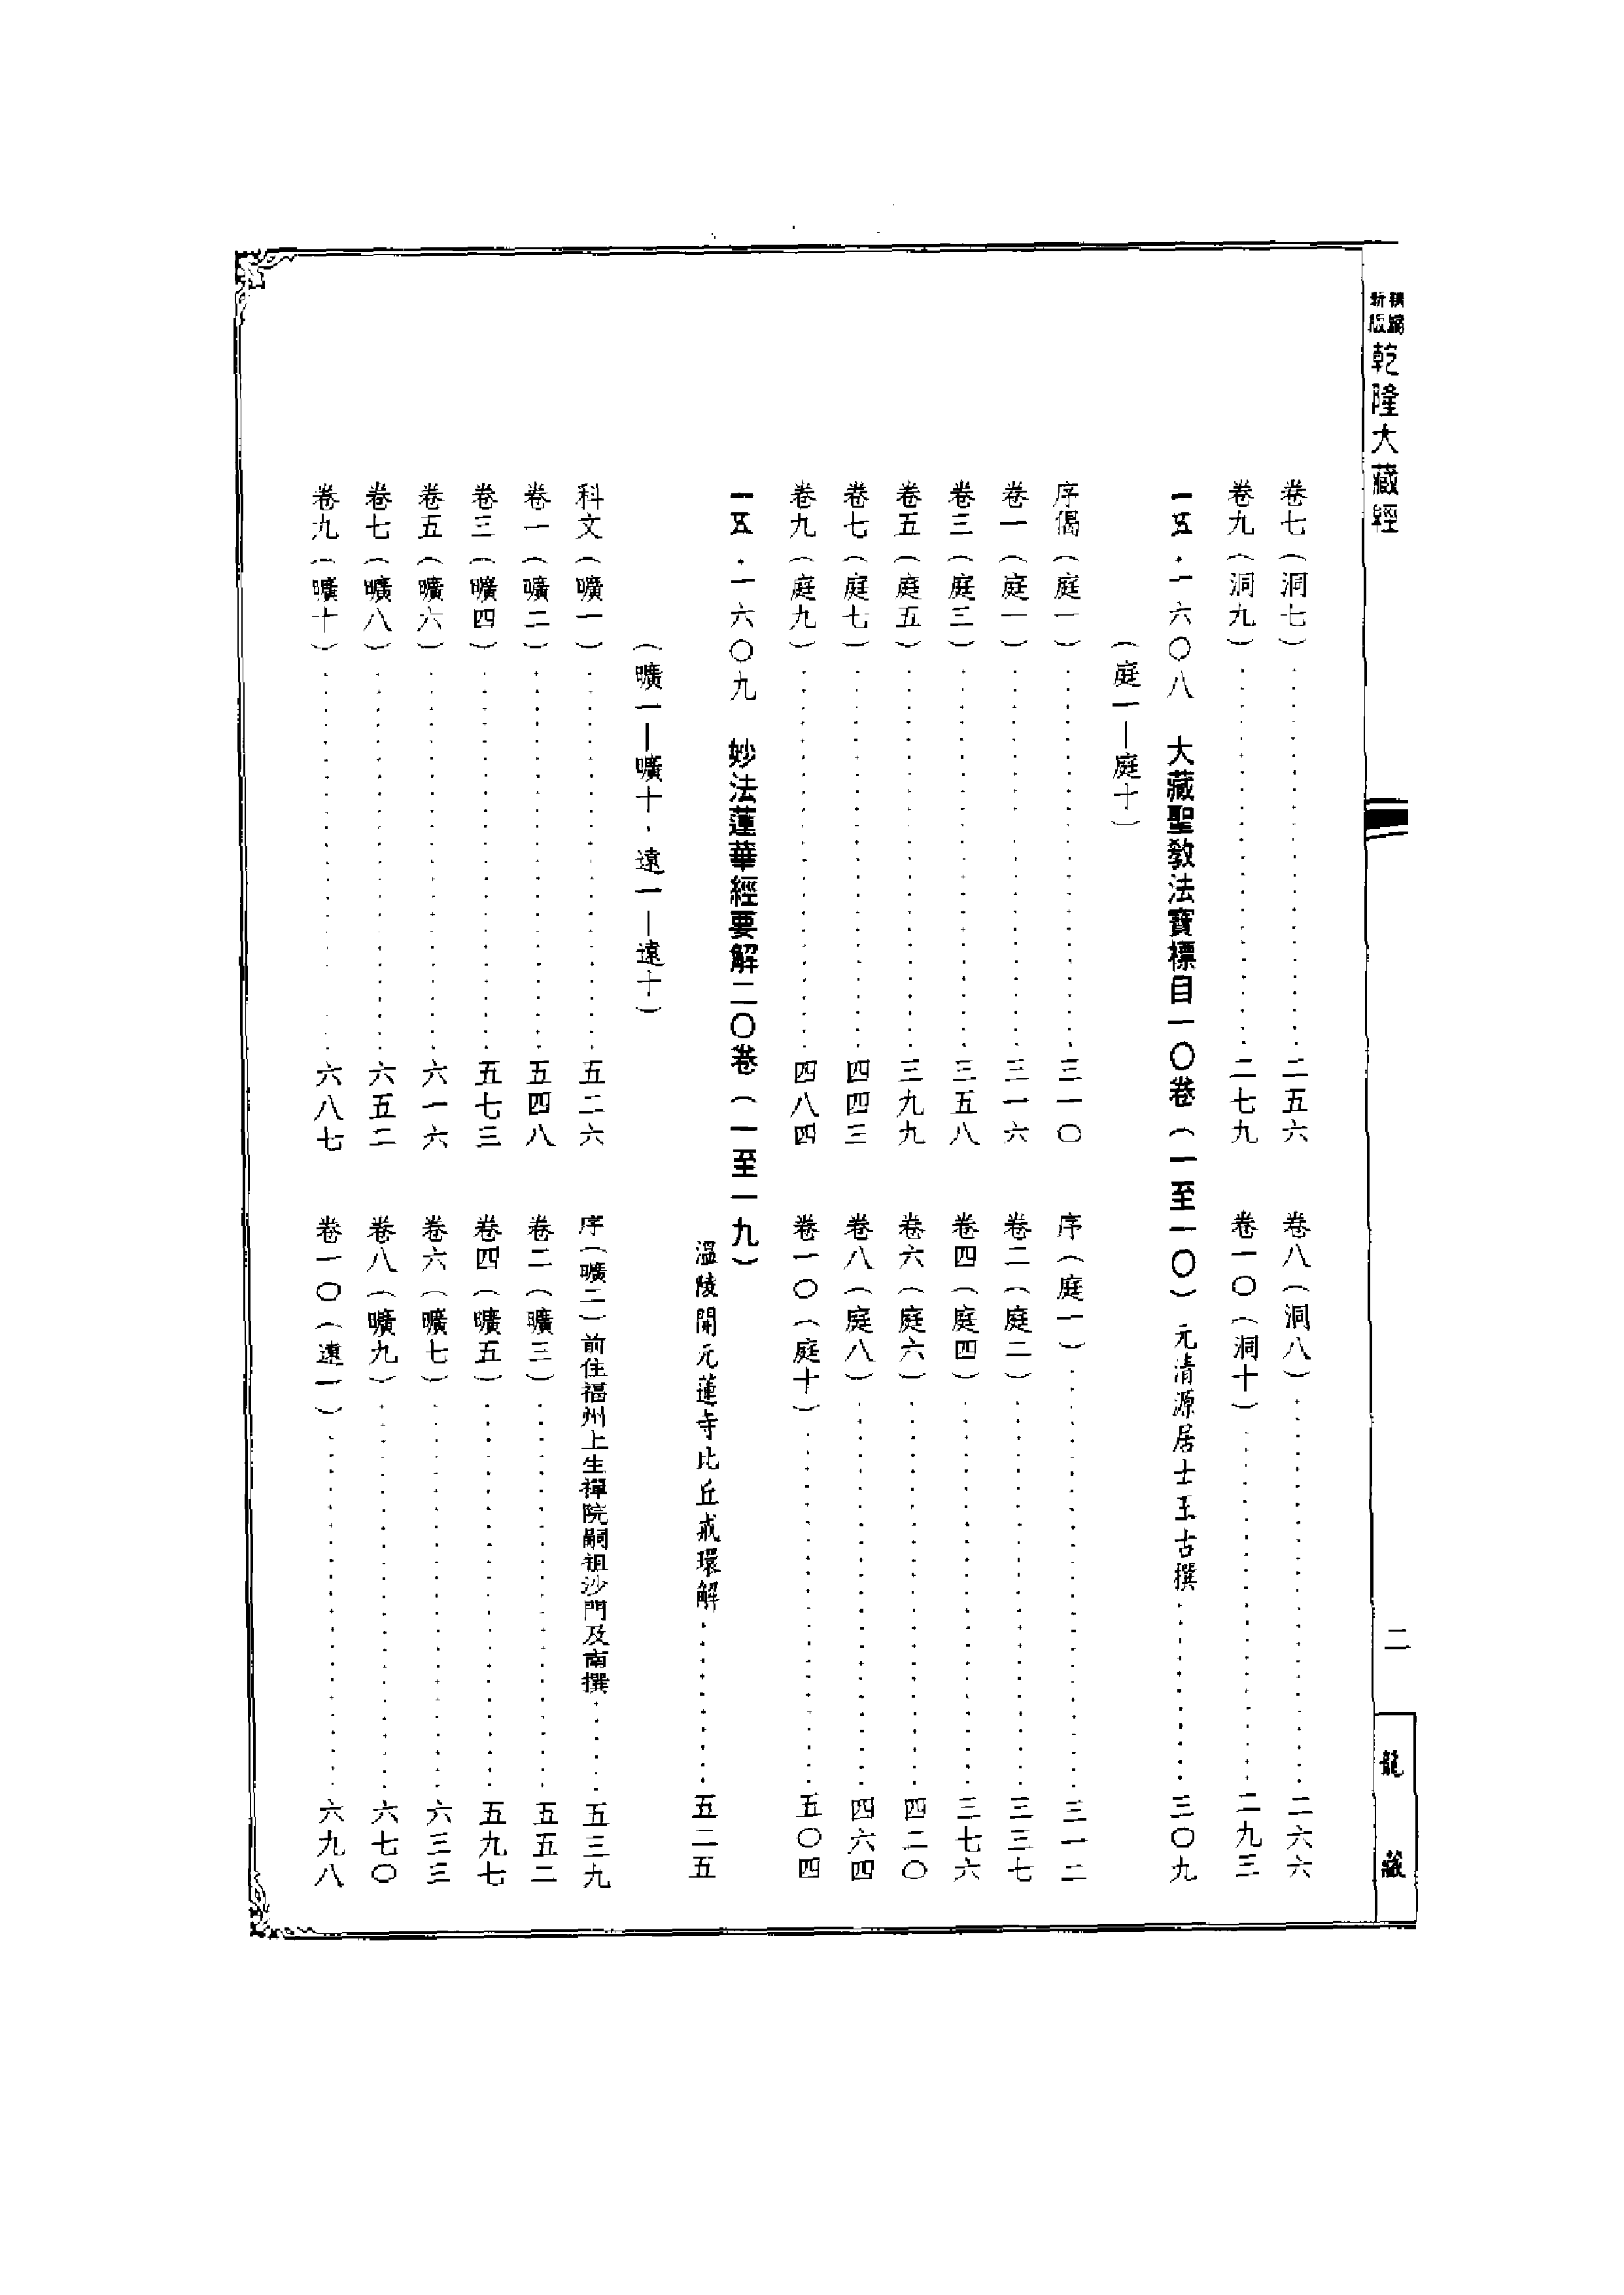 新版 精縮 乾隆大藏經
二
龍藏
卷七（洞七）……二五六　卷八（洞八）……二六六
卷九（洞九）……二七九　卷一〇（洞十）……二九三
一五·一六〇八　大藏聖教法寶標目一〇卷（一至一〇）元清源居士王古撰……三〇九
（庭一—庭十）
序偈（庭一）……三一〇　序（庭一）……三一二
卷一（庭一）……三一六　卷二（庭二）……三三七
卷三（庭三）……三五八　卷四（庭四）……三七六
卷五（庭五）……三九九　卷六（庭六）……四二〇
卷七（庭七）……四四三　卷八（庭八）……四六四
卷九（庭九）……四八四　卷一〇（庭十）……五〇四
一五·一六〇九　妙法蓮華經要解二〇卷（一至一九）
溫陵開元蓮寺比丘戒環解……五二五
（曠一—曠十·遠一—遠十）
科文（曠一）……五二六　序（曠二）前住福州上生禪院嗣祖沙門及南撰……五三九
卷一（曠二）……五四八　卷二（曠三）……五五二
卷三（曠四）……五七三　卷四（曠五）……五九七
卷五（曠六）……六一六　卷六（曠七）……六三三
卷七（曠八）……六五二　卷八（曠九）……六七〇
卷九（曠十）……六八七　卷一〇（遠一）……六九八